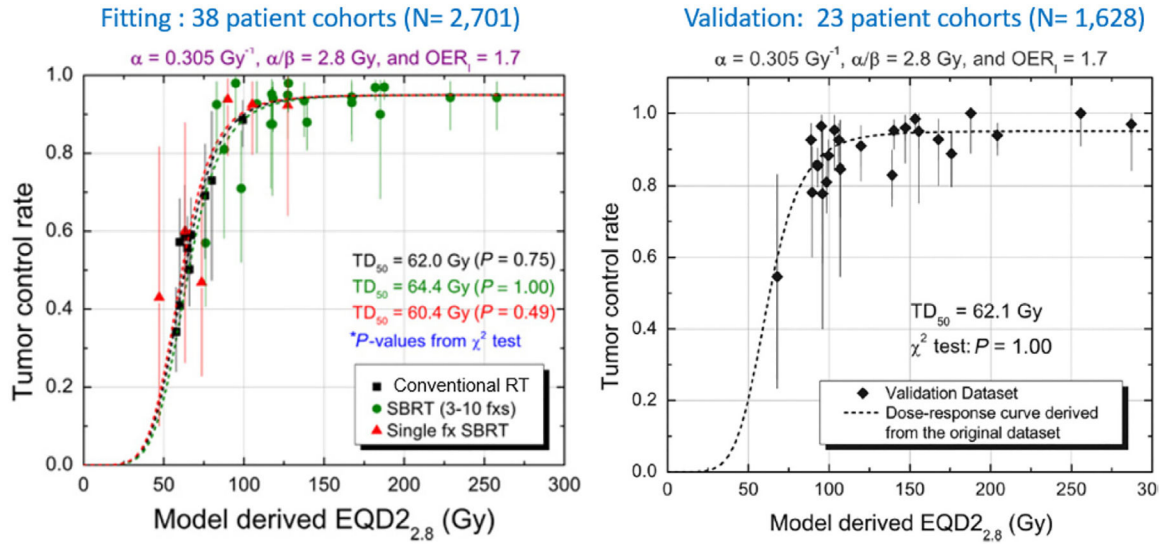 Fitting : 38 patient cohorts (N= 2,701)
α = 0.305 Gy⁻¹, α/β = 2.8 Gy, and OERI = 1.7
1.0
0.8
0.6
0.4
0.2
0.0
Tumor control rate
TD50 = 62.0 Gy (P = 0.75)
TD50 = 64.4 Gy (P = 1.00)
TD50 = 60.4 Gy (P = 0.49)
*P-values from χ² test
Conventional RT
SBRT (3-10 fxs)
Single fx SBRT
0 50 100 150 200 250 300
Model derived EQD2₂.₈ (Gy)
Validation: 23 patient cohorts (N= 1,628)
α = 0.305 Gy⁻¹, α/β = 2.8 Gy, and OERI = 1.7
1.0
0.8
0.6
0.4
0.2
0.0
Tumor control rate
TD50 = 62.1 Gy
χ² test: P = 1.00
Validation Dataset
Dose-response curve derived
from the original dataset
0 50 100 150 200 250 300
Model derived EQD2₂.₈ (Gy)